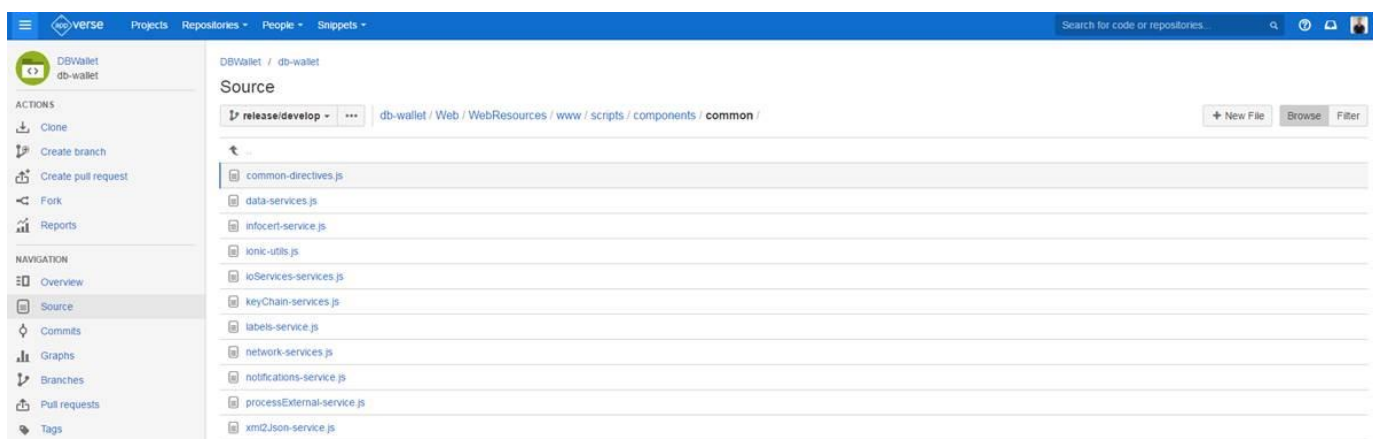 appverse Projects Repositories People Snippets Search for code or repositories...
DBWallet
db-wallet
ACTIONS
Clone
Create branch
Create pull request
Fork
Reports
NAVIGATION
Overview
Source
Commits
Graphs
Branches
Pull requests
Tags
DBWallet / db-wallet
Source
release/develop ••• db-wallet / Web / WebResources / www / scripts / components / common / + New File Browse Filter
..
common-directives.js
data-services.js
infocert-service.js
ionic-utils.js
ioServices-services.js
keyChain-services.js
labels-service.js
network-services.js
notifications-service.js
processExternal-service.js
xml2Json-service.js